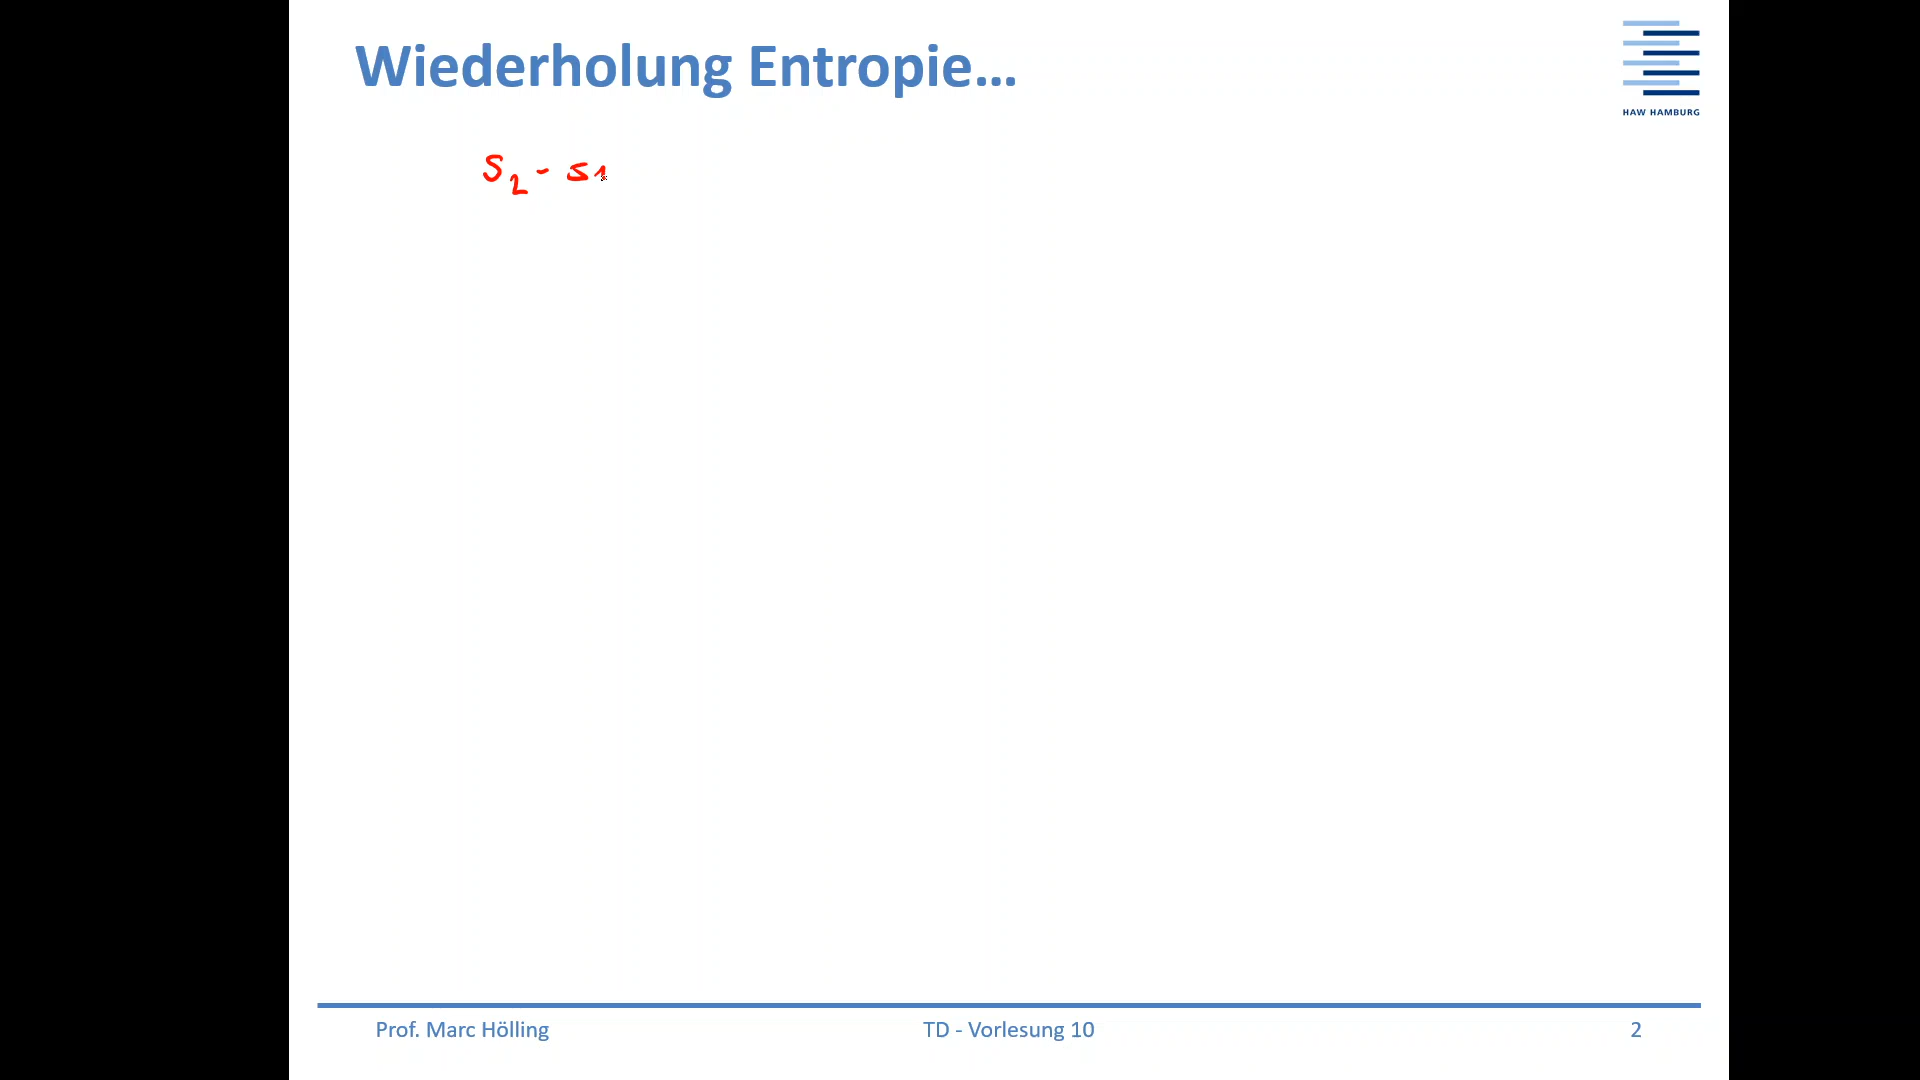 Wiederholung Entropie...
HAW HAMBURG
S2 - S1
Prof. Marc Hölling
TD - Vorlesung 10
2